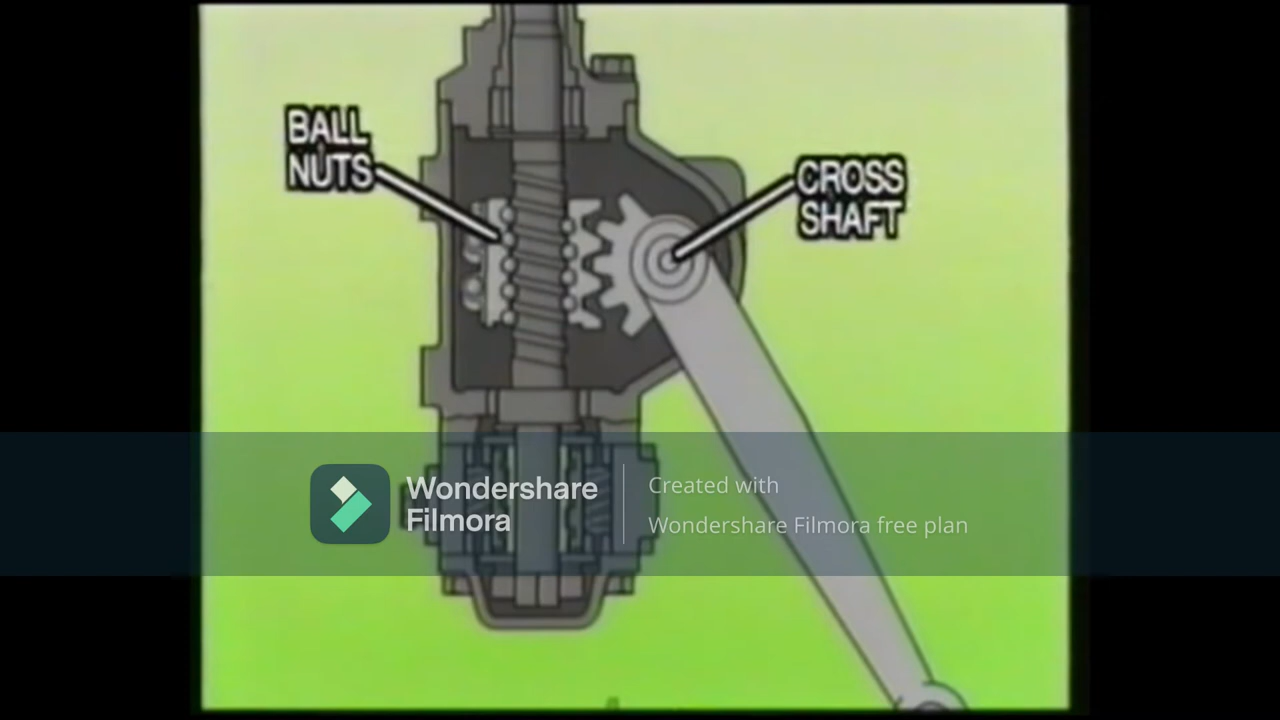 BALL
NUTS
CROSS
SHAFT
Wondershare
Filmora
Created with
Wondershare Filmora free plan